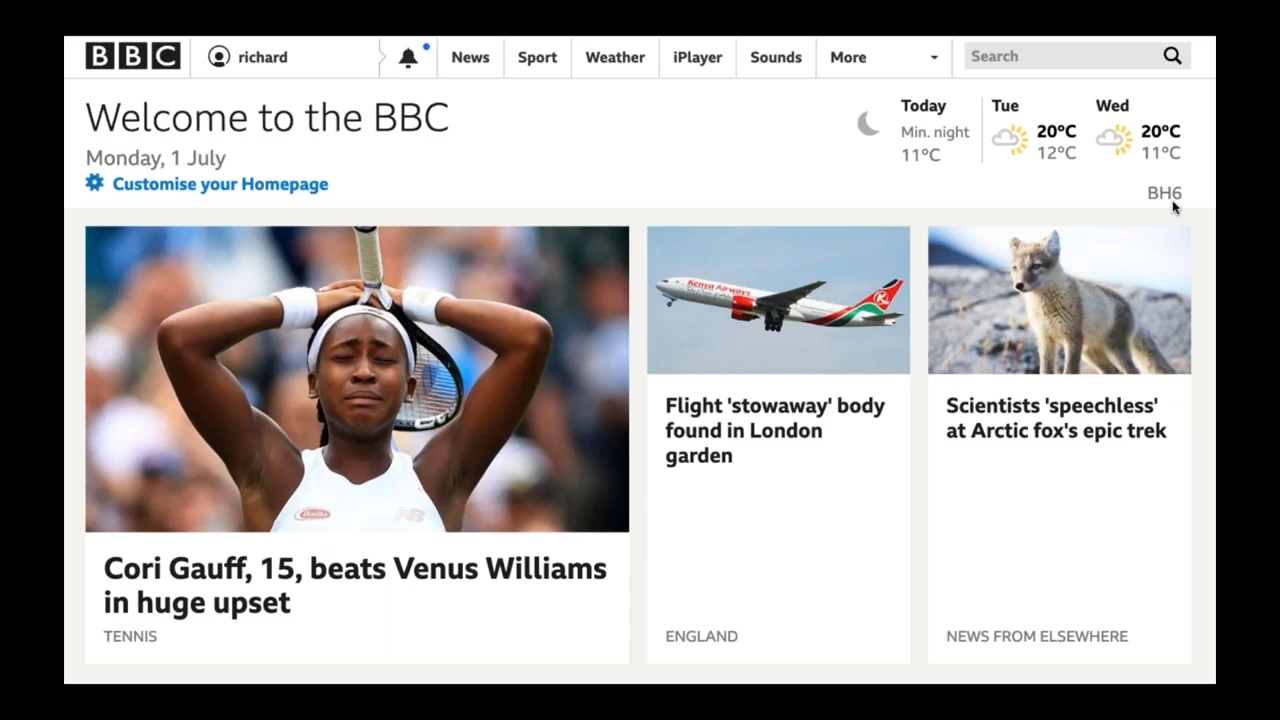 BBC
richard
News
Sport
Weather
iPlayer
Sounds
More
Search
Welcome to the BBC
Monday, 1 July
Customise your Homepage
Today
Min. night
11°C
Tue
20°C
12°C
Wed
20°C
11°C
BH6
Kenya Airways
Cori Gauff, 15, beats Venus Williams
in huge upset
TENNIS
Flight 'stowaway' body
found in London
garden
ENGLAND
Scientists 'speechless'
at Arctic fox's epic trek
NEWS FROM ELSEWHERE